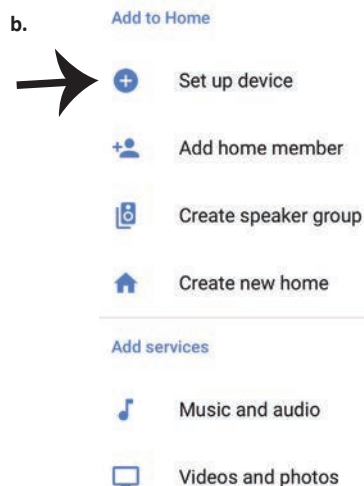 b.
Add to Home
Set up device
Add home member
Create speaker group
Create new home
Add services
Music and audio
Videos and photos